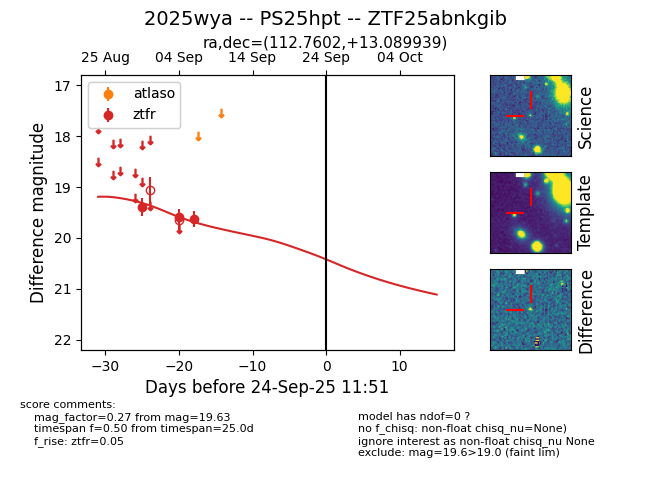 2025wya -- PS25hpt -- ZTF25abnkgib
ra,dec=(112.7602,+13.089939)
25 Aug 04 Sep 14 Sep 24 Sep 04 Oct
atlaso
ztfr
17
18
19
20
21
22
Difference magnitude
−30 −20 −10 0 10
Days before 24-Sep-25 11:51
Science
Template
Difference
score comments:
mag_factor=0.27 from mag=19.63
timespan f=0.50 from timespan=25.0d
f_rise: ztfr=0.05
model has ndof=0 ?
no f_chisq: non-float chisq_nu=None)
ignore interest as non-float chisq_nu None
exclude: mag=19.6>19.0 (faint lim)